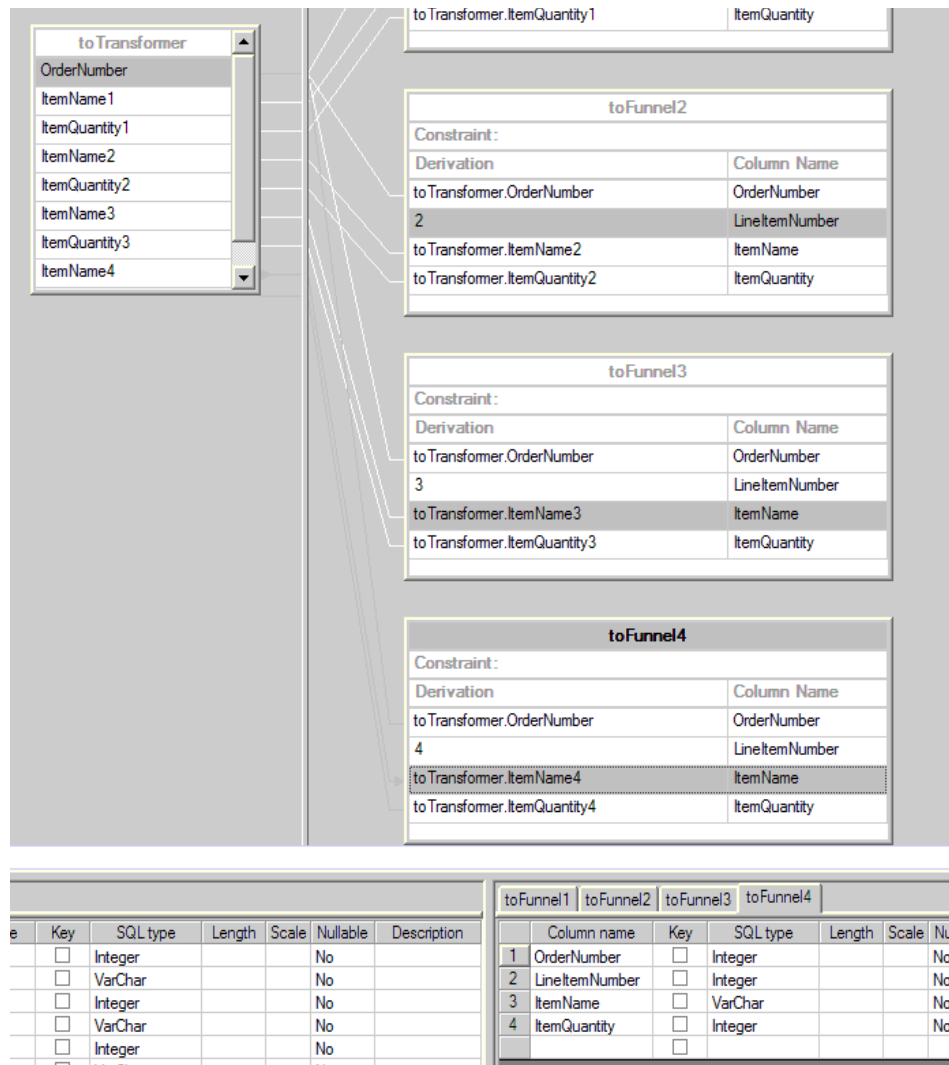 toTransformer
OrderNumber
ItemName1
ItemQuantity1
ItemName2
ItemQuantity2
ItemName3
ItemQuantity3
ItemName4
toTransformer.ItemQuantity1 ItemQuantity
toFunnel2
Constraint:
Derivation Column Name
toTransformer.OrderNumber OrderNumber
2 LineItemNumber
toTransformer.ItemName2 ItemName
toTransformer.ItemQuantity2 ItemQuantity
toFunnel3
Constraint:
Derivation Column Name
toTransformer.OrderNumber OrderNumber
3 LineItemNumber
toTransformer.ItemName3 ItemName
toTransformer.ItemQuantity3 ItemQuantity
toFunnel4
Constraint:
Derivation Column Name
toTransformer.OrderNumber OrderNumber
4 LineItemNumber
toTransformer.ItemName4 ItemName
toTransformer.ItemQuantity4 ItemQuantity
e Key SQL type Length Scale Nullable Description
Integer No
VarChar No
Integer No
VarChar No
Integer No
toFunnel1 toFunnel2 toFunnel3 toFunnel4
Column name Key SQL type Length Scale Nu
1 OrderNumber Integer No
2 LineItemNumber Integer No
3 ItemName VarChar No
4 ItemQuantity Integer No